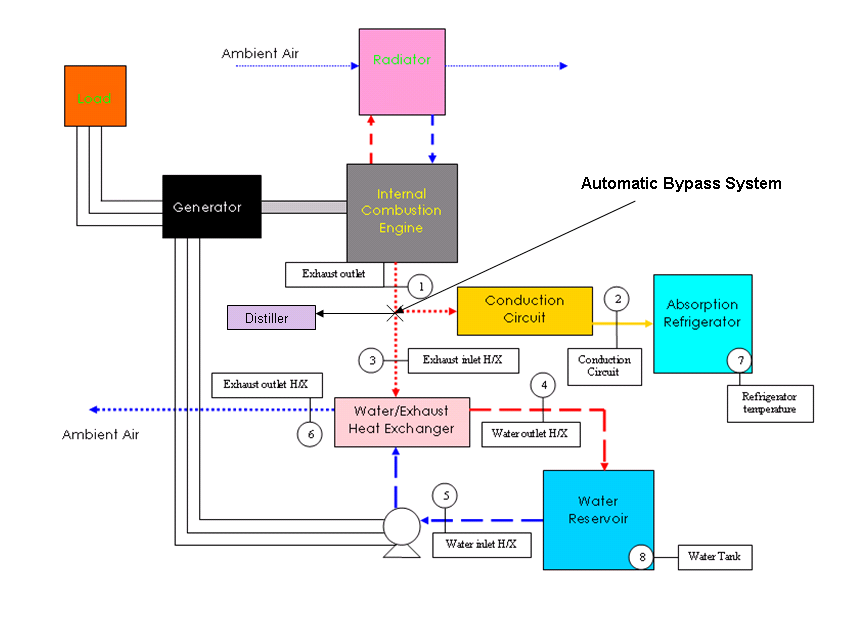 Ambient Air
Radiator
Load
Automatic Bypass System
Internal
Combustion
Engine
Generator
Exhaust outlet
1
Conduction
Circuit
2
Absorption
Refrigerator
Distiller
3
Exhaust inlet H/X
Conduction
Circuit
7
Exhaust outlet H/X
4
Refrigerator
temperature
Water/Exhaust
Heat Exchanger
Ambient Air
6
Water outlet H/X
5
Water
Reservoir
Water inlet H/X
8
Water Tank